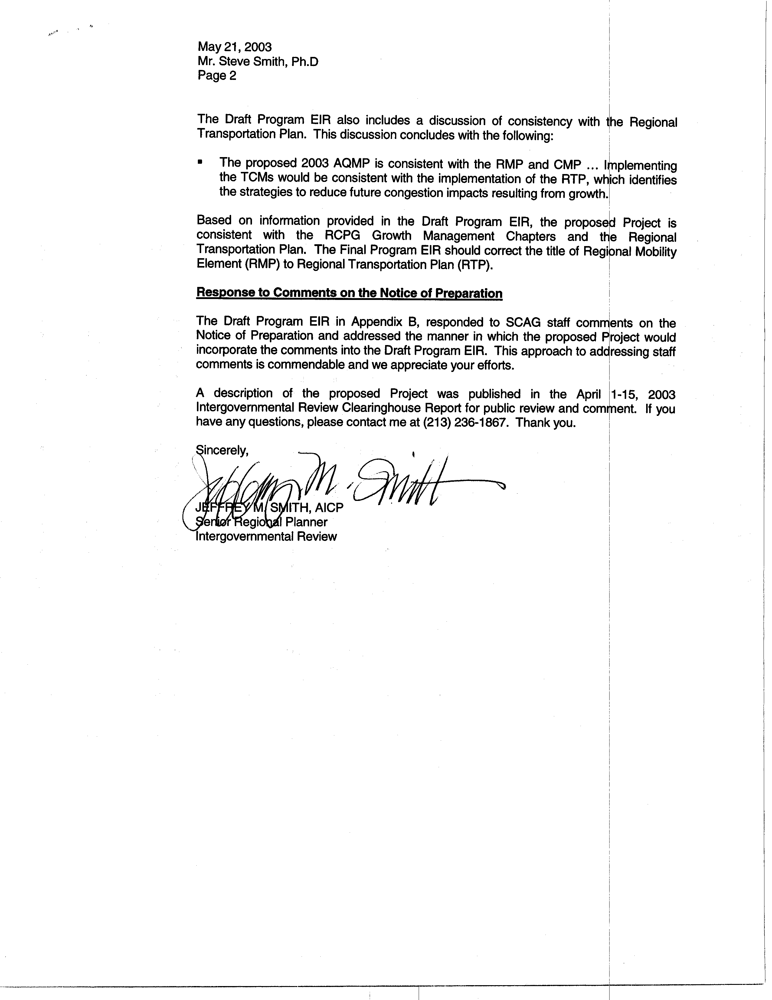 May 21, 2003
Mr. Steve Smith, Ph.D
Page 2
The Draft Program EIR also includes a discussion of consistency with the Regional
Transportation Plan. This discussion concludes with the following:
▪ The proposed 2003 AQMP is consistent with the RMP and CMP ... Implementing
the TCMs would be consistent with the implementation of the RTP, which identifies
the strategies to reduce future congestion impacts resulting from growth.
Based on information provided in the Draft Program EIR, the proposed Project is
consistent with the RCPG Growth Management Chapters and the Regional
Transportation Plan. The Final Program EIR should correct the title of Regional Mobility
Element (RMP) to Regional Transportation Plan (RTP).
Response to Comments on the Notice of Preparation
The Draft Program EIR in Appendix B, responded to SCAG staff comments on the
Notice of Preparation and addressed the manner in which the proposed Project would
incorporate the comments into the Draft Program EIR. This approach to addressing staff
comments is commendable and we appreciate your efforts.
A description of the proposed Project was published in the April 1-15, 2003
Intergovernmental Review Clearinghouse Report for public review and comment. If you
have any questions, please contact me at (213) 236-1867. Thank you.
Sincerely,
Jeffrey M. Smith
JEFFREY M. SMITH, AICP
Senior Regional Planner
Intergovernmental Review